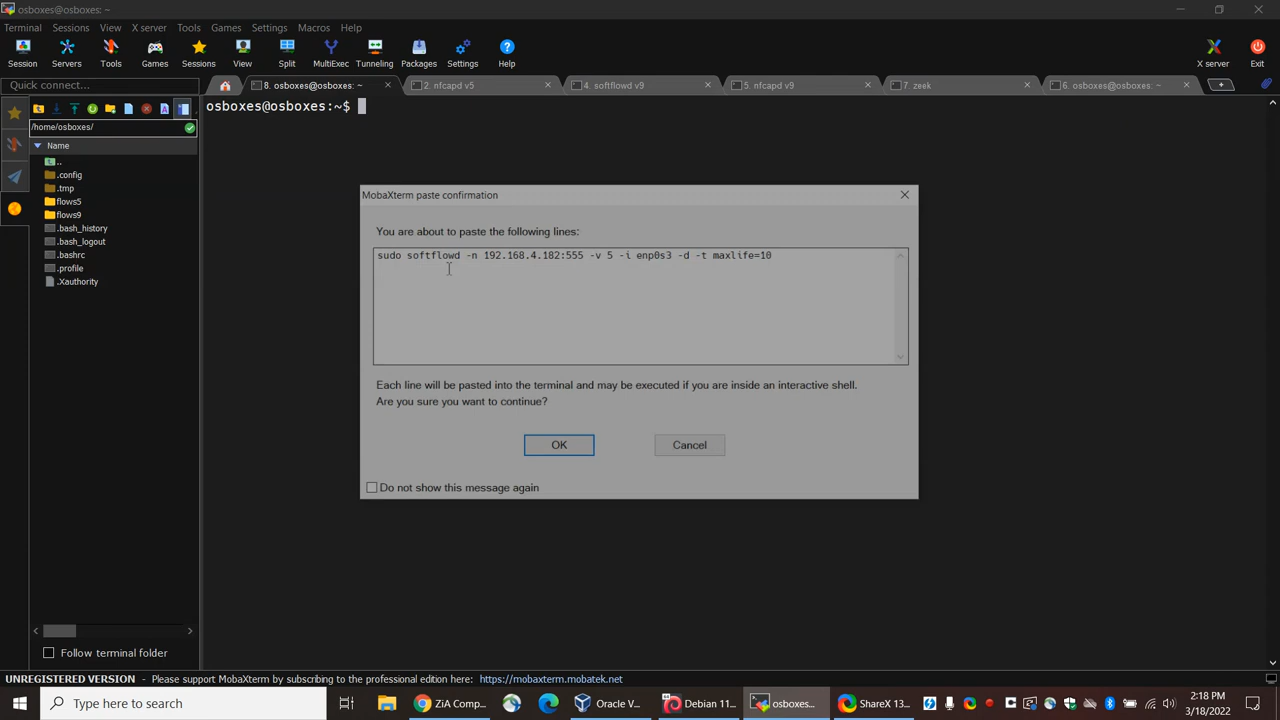 osboxes@osboxes: ~
Terminal Sessions View X server Tools Games Settings Macros Help
Session Servers Tools Games Sessions View Split MultiExec Tunneling Packages Settings Help X server Exit
Quick connect...
8. osboxes@osboxes: ~
2. nfcapd v5
4. softflowd v9
5: nfcapd v9
7. zeek
6. osboxes@osboxes: ~
/home/osboxes/
osboxes@osboxes:~$
Name
..
.config
.tmp
flows5
flows9
.bash_history
.bash_logout
.bashrc
.profile
.Xauthority
MobaXterm paste confirmation
You are about to paste the following lines:
sudo softflowd -n 192.168.4.182:555 -v 5 -i enp0s3 -d -t maxlife=10
Each line will be pasted into the terminal and may be executed if you are inside an interactive shell.
Are you sure you want to continue?
OK Cancel
Do not show this message again
Follow terminal folder
UNREGISTERED VERSION - Please support MobaXterm by subscribing to the professional edition here: https://mobaxterm.mobatek.net
Type here to search
ZiA Comp...
Oracle V...
Debian 11...
osboxes...
ShareX 13...
2:18 PM
3/18/2022